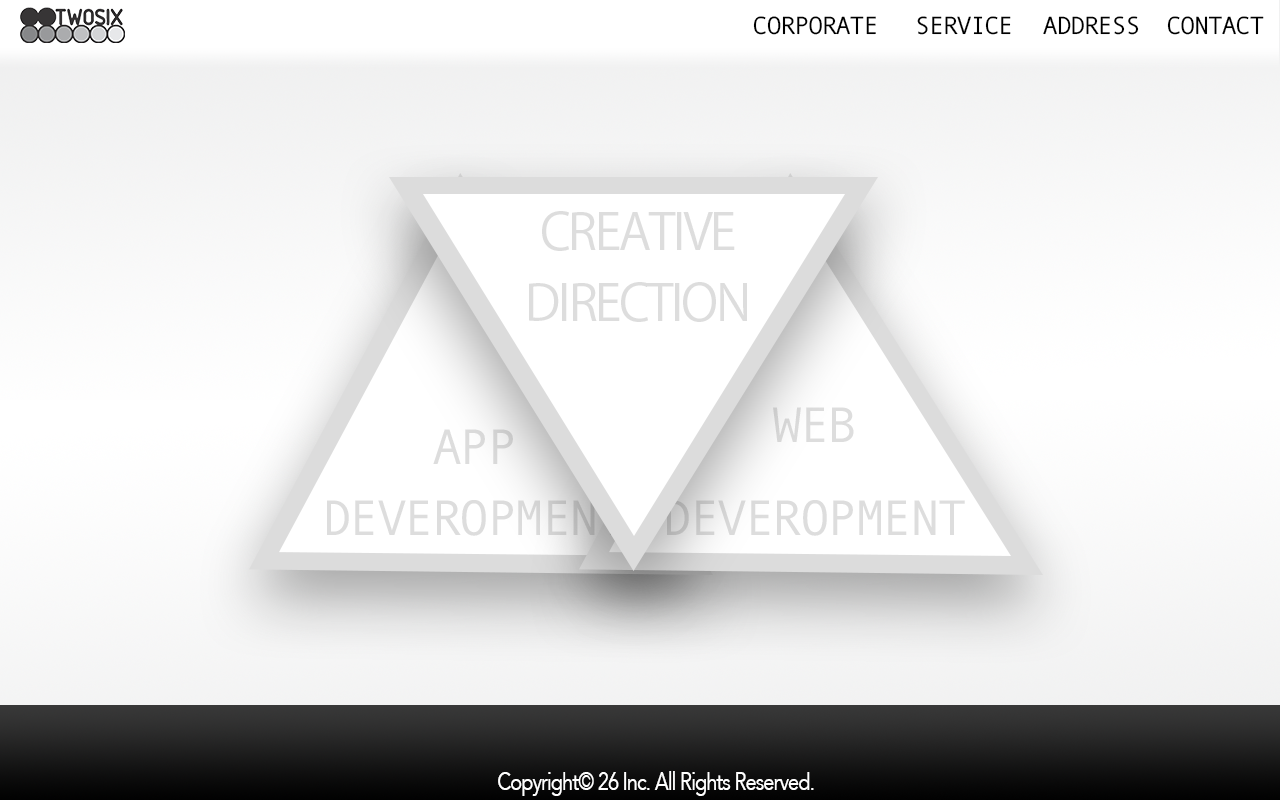 TWOSIX
CORPORATE SERVICE ADDRESS CONTACT
CREATIVE
DIRECTION
APP
DEVEROPMEN
WEB
DEVEROPMENT
Copyright© 26 Inc. All Rights Reserved.